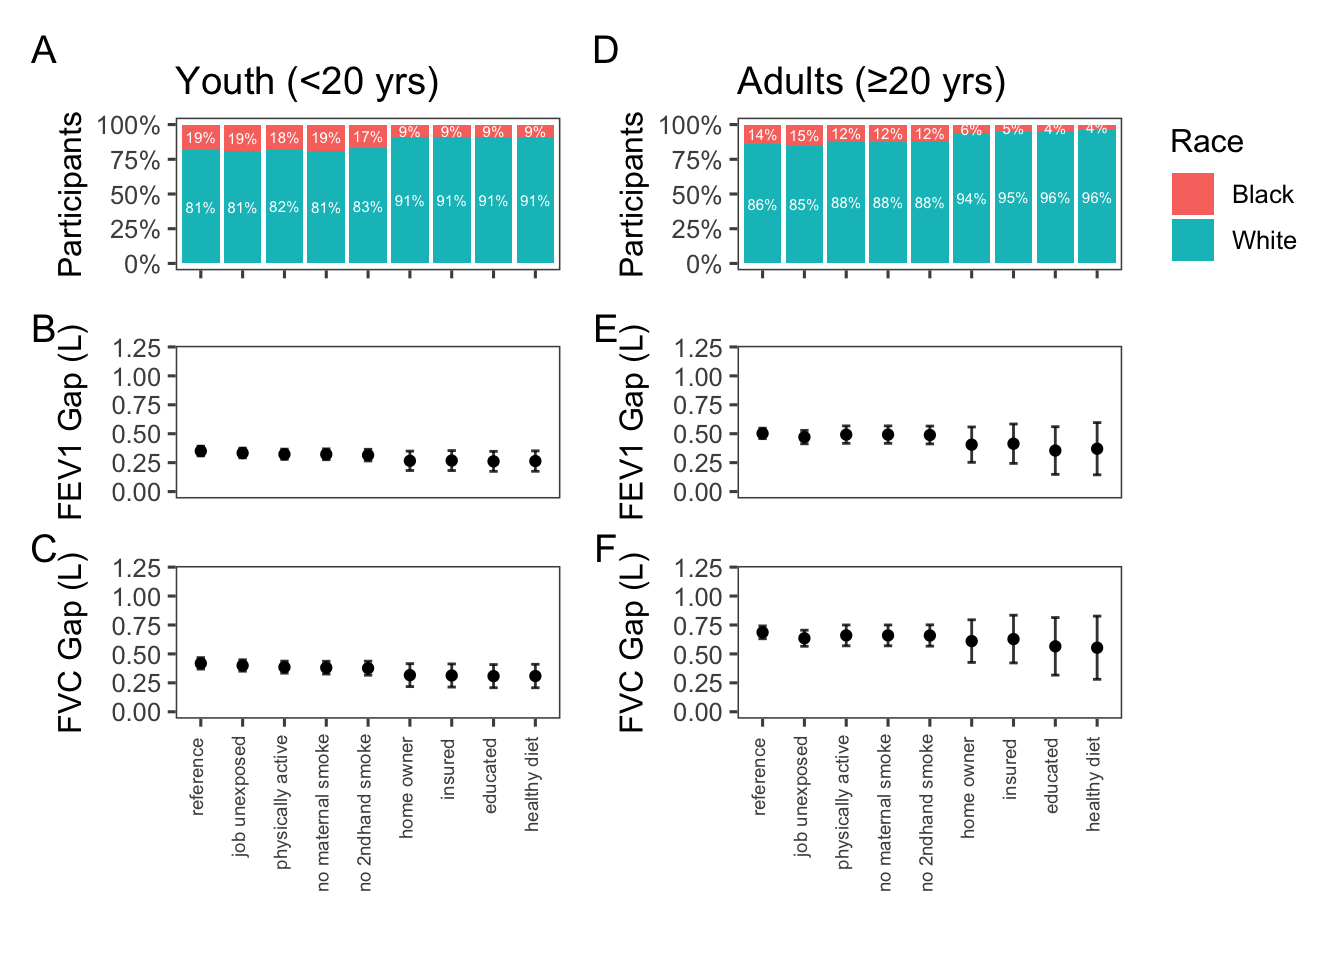 A
Youth (<20 yrs)
Participants
100%
75%
50%
25%
0%
19% 19% 18% 19% 17% 9% 9% 9% 9%
81% 81% 82% 81% 83% 91% 91% 91% 91%
D
Adults (≥20 yrs)
Participants
100%
75%
50%
25%
0%
14% 15% 12% 12% 12% 6% 5% 4% 4%
86% 85% 88% 88% 88% 94% 95% 96% 96%
Race
Black
White
B
FEV1 Gap (L)
1.25
1.00
0.75
0.50
0.25
0.00
E
FEV1 Gap (L)
1.25
1.00
0.75
0.50
0.25
0.00
C
FVC Gap (L)
1.25
1.00
0.75
0.50
0.25
0.00
reference
job unexposed
physically active
no maternal smoke
no 2ndhand smoke
home owner
insured
educated
healthy diet
F
FVC Gap (L)
1.25
1.00
0.75
0.50
0.25
0.00
reference
job unexposed
physically active
no maternal smoke
no 2ndhand smoke
home owner
insured
educated
healthy diet